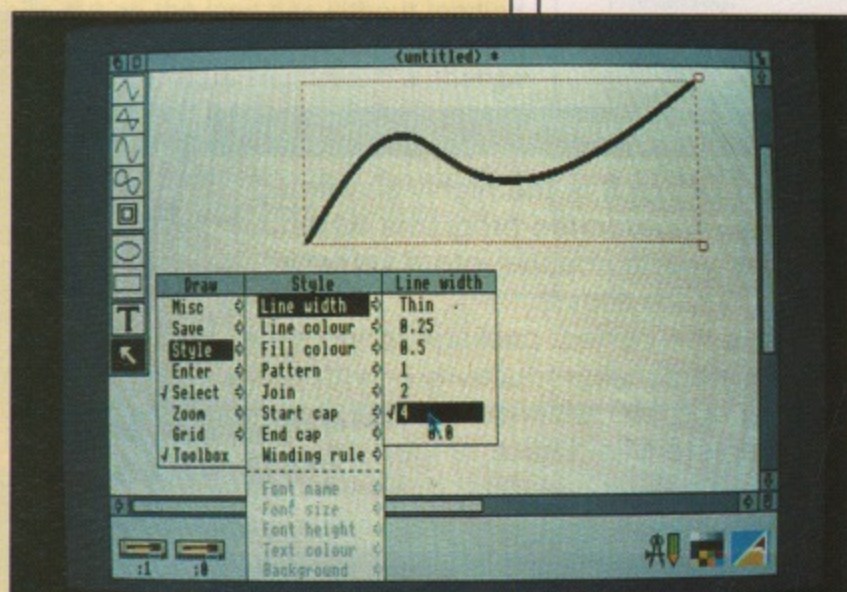 (untitled) *
T
Draw
Misc
Save
Style
Enter
√ Select
Zoom
Grid
√ Toolbox
Style
Line width
Line colour
Fill colour
Pattern
Join
Start cap
End cap
Winding rule
Font name
Font size
Font height
Text colour
Background
Line width
Thin
0.25
0.5
1
2
√ 4
0.0
:1
:0